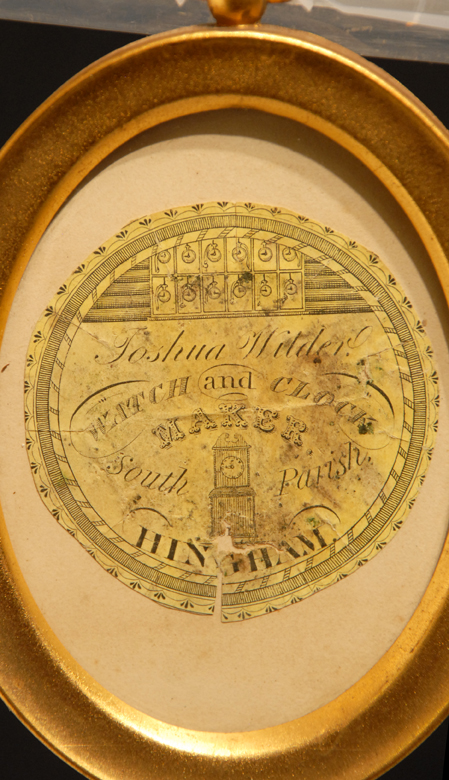 Joshua Wilder,
WATCH and CLOCK
MAKER
South Parish,
HINGHAM